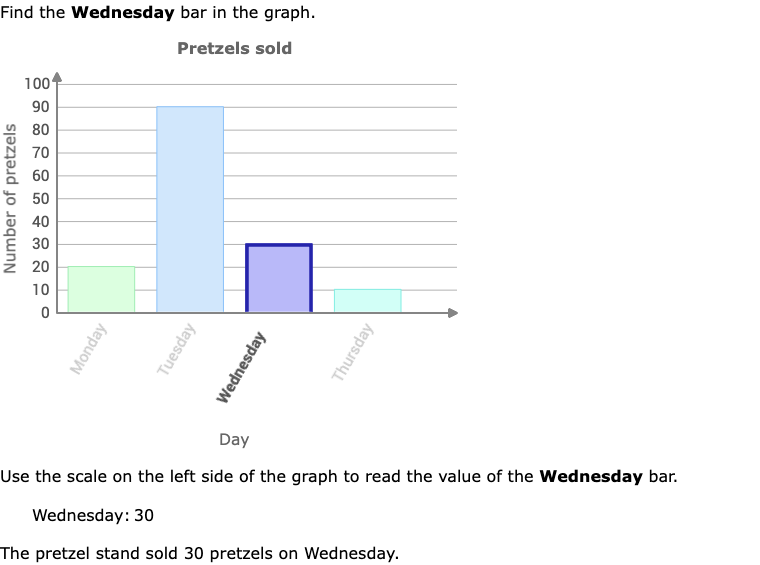 Find the Wednesday bar in the graph.
Pretzels sold
100
90
80
70
60
50
40
30
20
10
0
Number of pretzels
Monday
Tuesday
Wednesday
Thursday
Day
Use the scale on the left side of the graph to read the value of the Wednesday bar.
Wednesday: 30
The pretzel stand sold 30 pretzels on Wednesday.